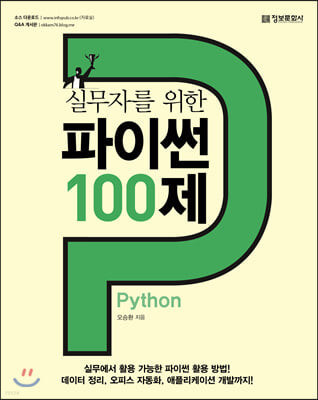 소스 다운로드 | www.infopub.co.kr (자료실)
Q&A 게시판 | okkam76.blog.me
정보문화사
실무자를 위한
파이썬
100제
Python
오승환 지음
실무에서 활용 가능한 파이썬 활용 방법!
데이터 정리, 오피스 자동화, 애플리케이션 개발까지!